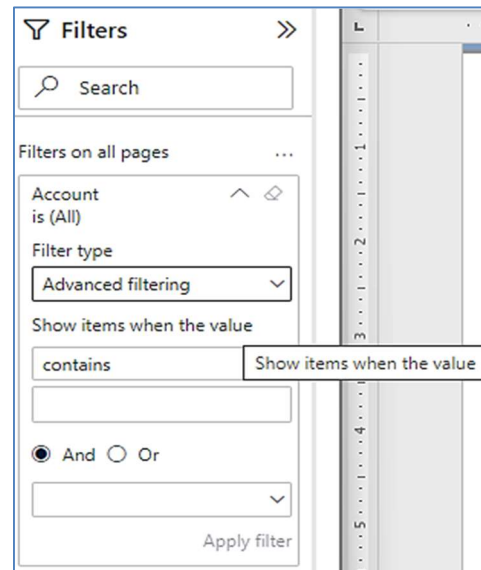 Filters
Search
Filters on all pages
Account
is (All)
Filter type
Advanced filtering
Show items when the value
contains
Show items when the value
And Or
Apply filter
L
1
2
3
4
5